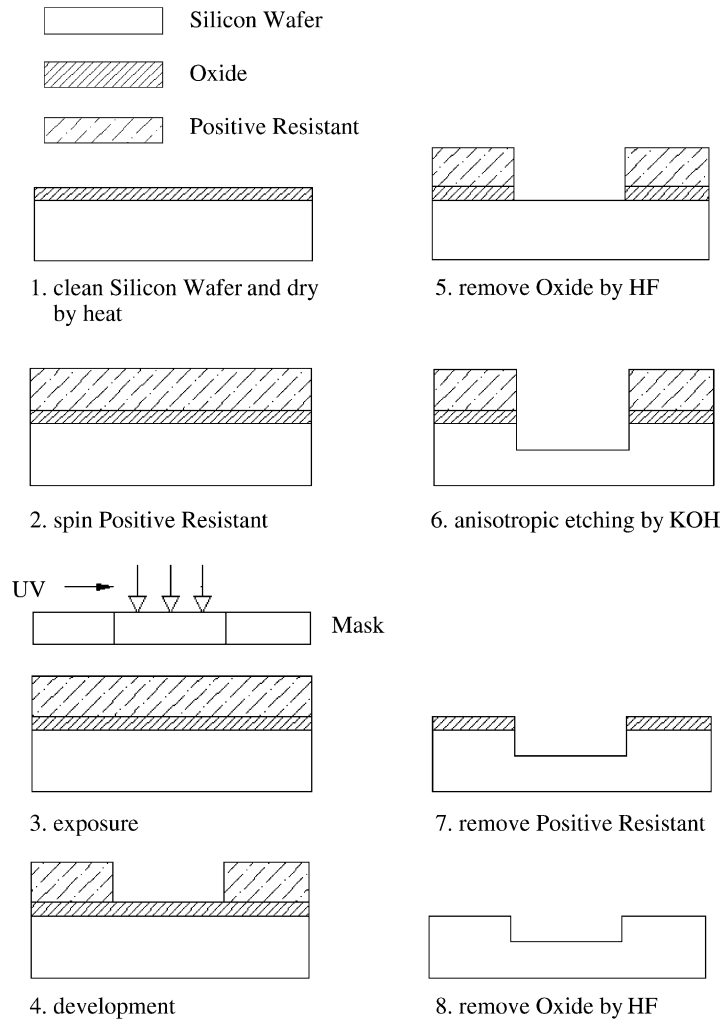 Silicon Wafer
Oxide
Positive Resistant
1. clean Silicon Wafer and dry
by heat
2. spin Positive Resistant
UV
Mask
3. exposure
4. development
5. remove Oxide by HF
6. anisotropic etching by KOH
7. remove Positive Resistant
8. remove Oxide by HF